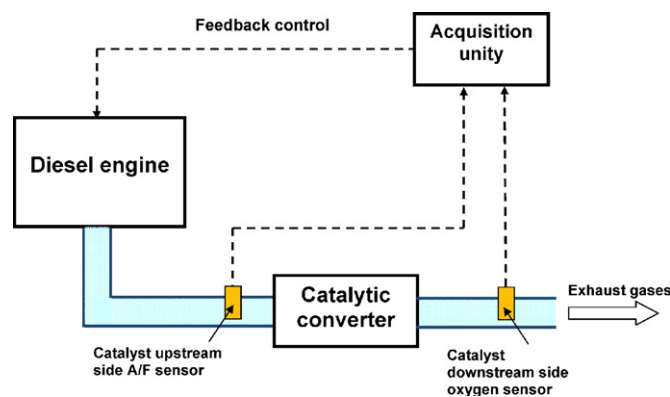 Feedback control
Acquisition
unity
Diesel engine
Catalytic
converter
Exhaust gases
Catalyst upstream
side A/F sensor
Catalyst
downstream side
oxygen sensor